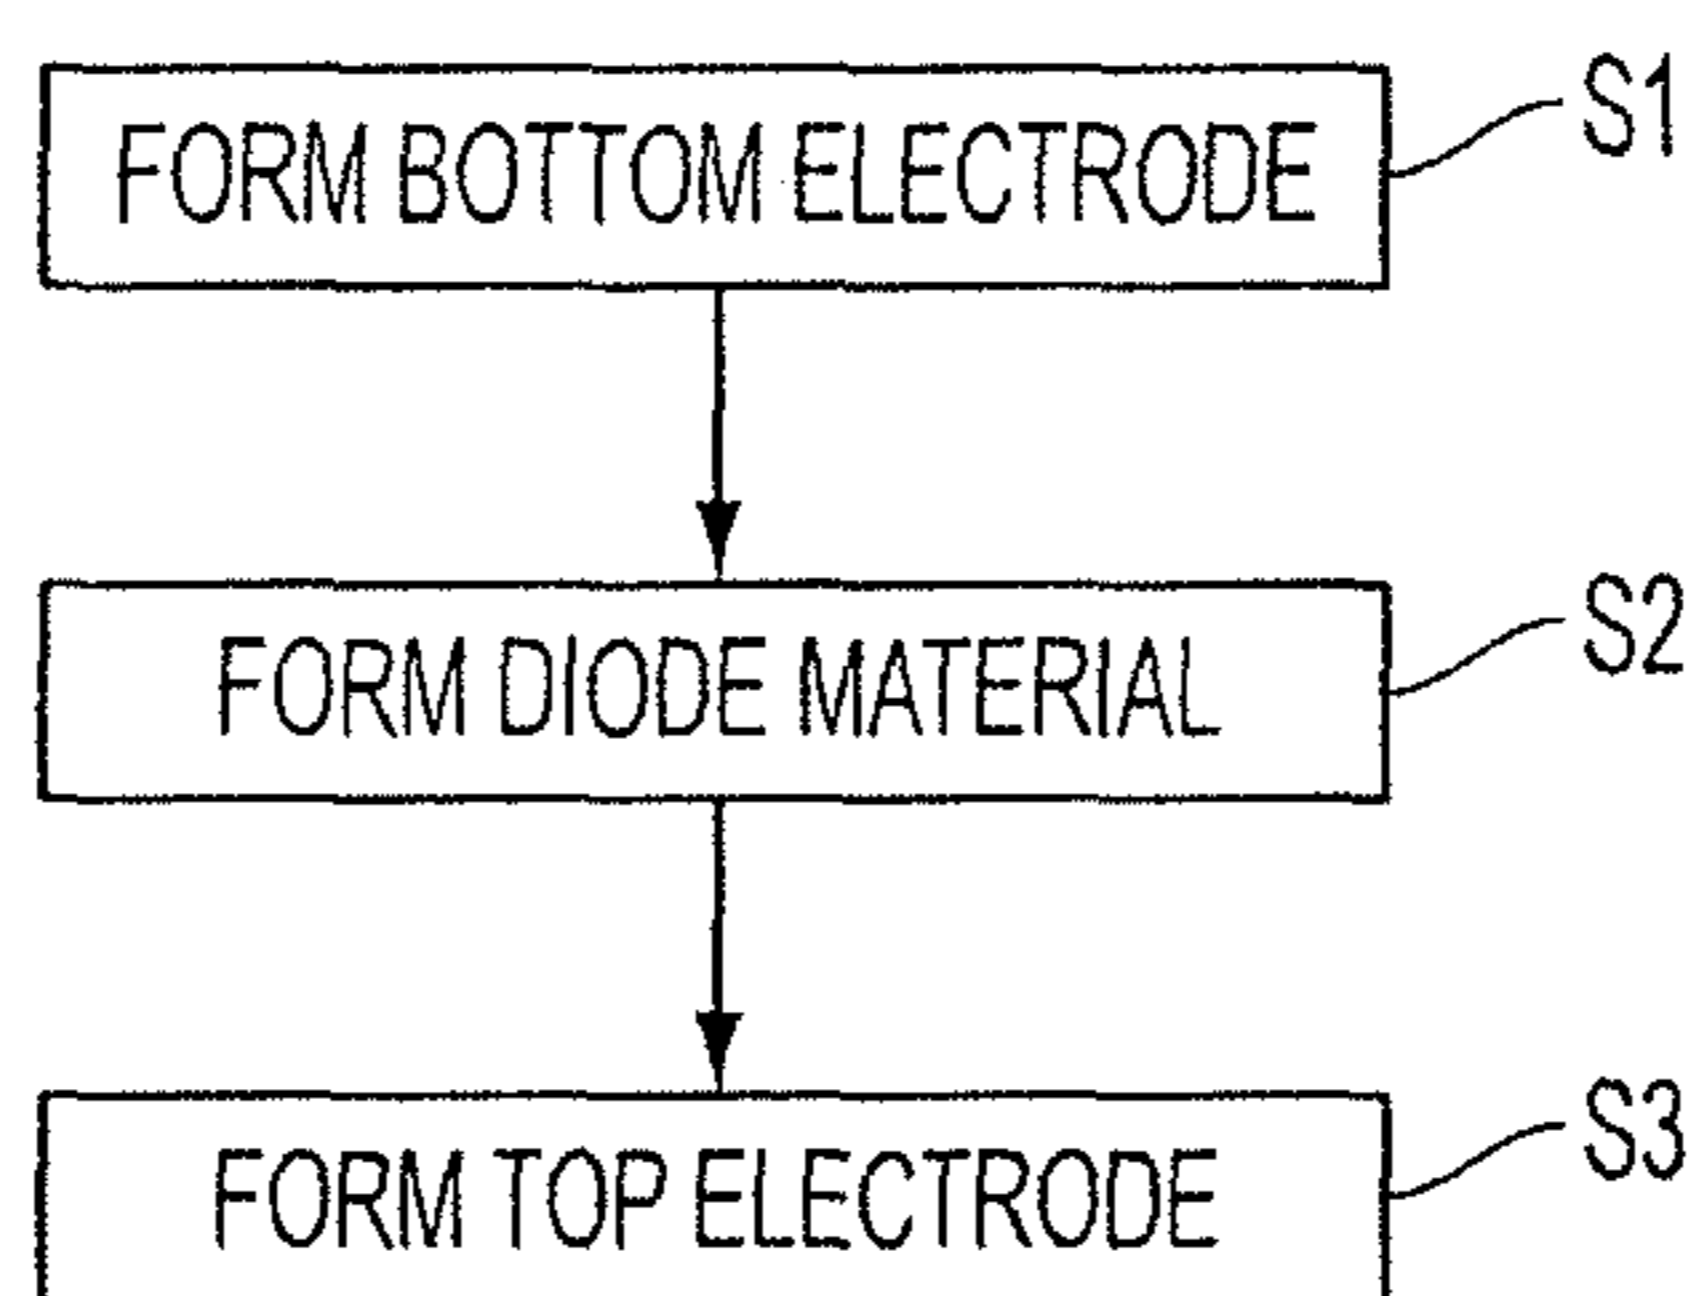 FORM BOTTOM ELECTRODE
S1
FORM DIODE MATERIAL
S2
FORM TOP ELECTRODE
S3